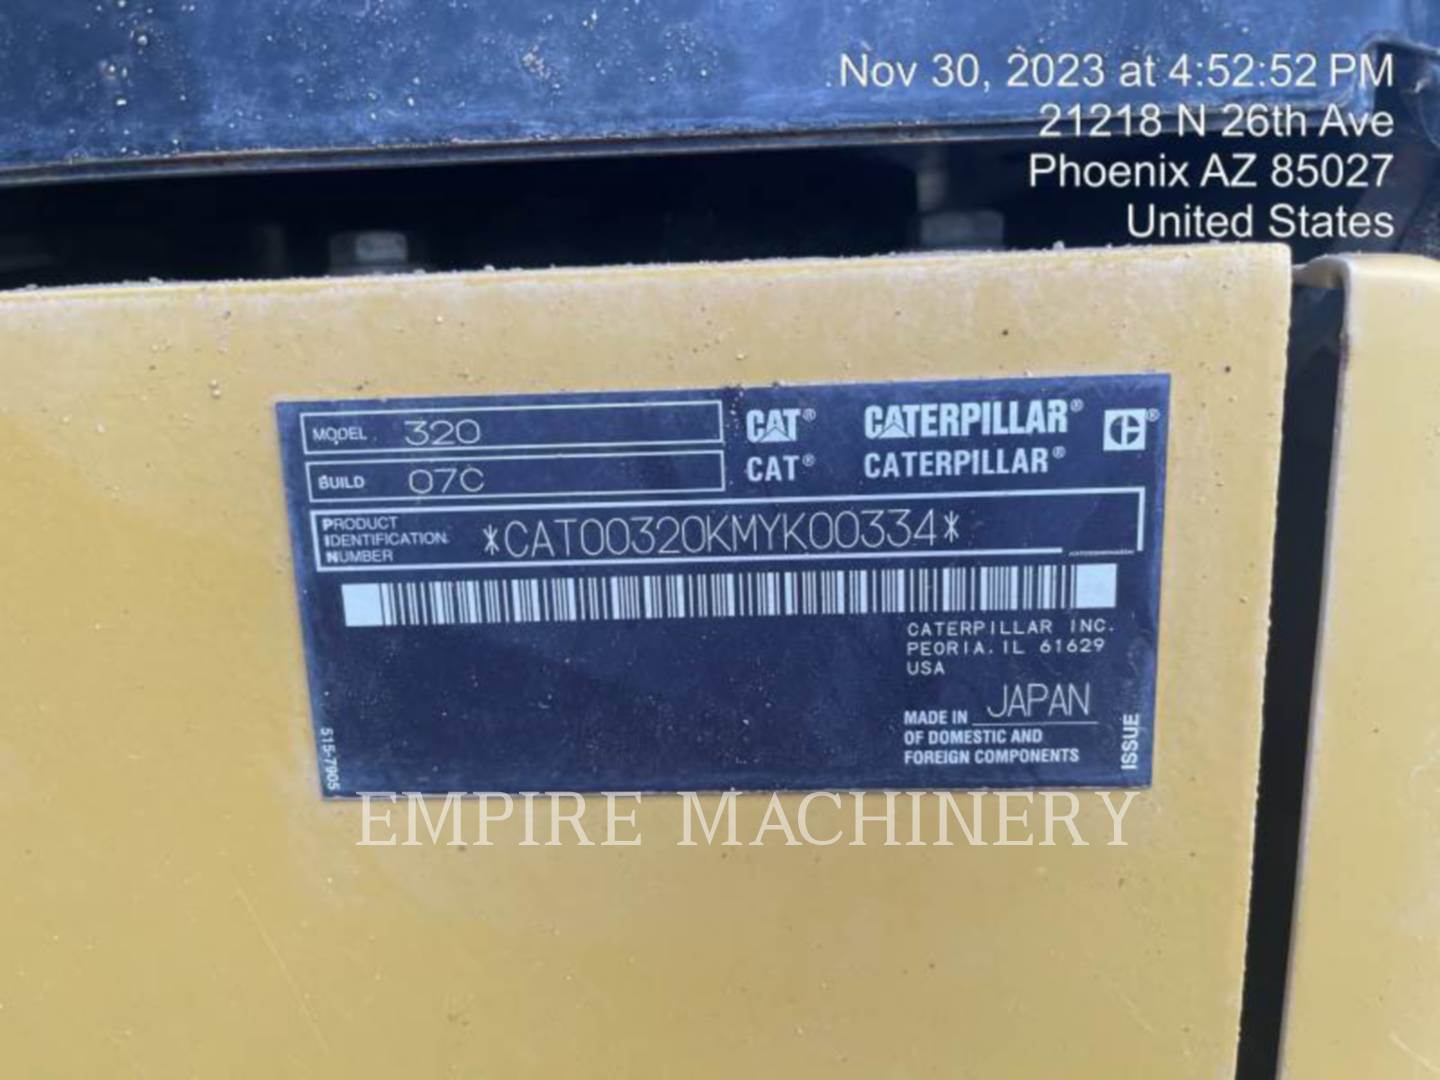 Nov 30, 2023 at 4:52:52 PM
21218 N 26th Ave
Phoenix AZ 85027
United States
MODEL 320
BUILD 07C
CAT® CATERPILLAR® ®
CAT® CATERPILLAR®
PRODUCT
IDENTIFICATION
NUMBER
*CAT00320KMYK00334*
CATERPILLAR INC.
PEORIA. IL 61629
USA
MADE IN JAPAN
OF DOMESTIC AND
FOREIGN COMPONENTS
ISSUE
515-7905
EMPIRE MACHINERY